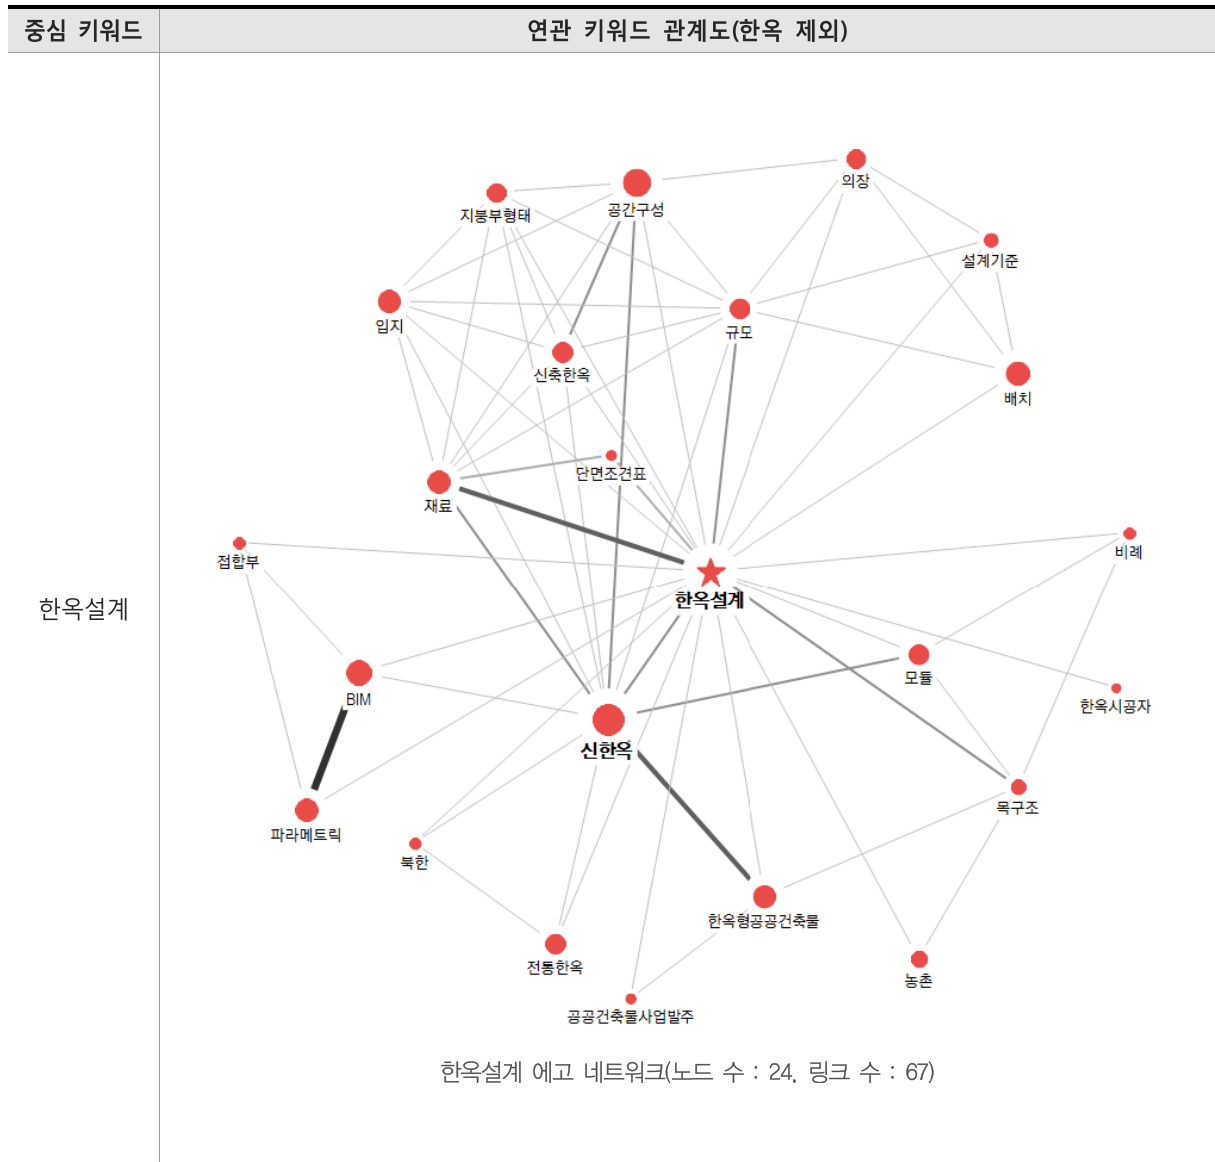 중심 키워드
연관 키워드 관계도(한옥 제외)
의장
지붕부형태
공간구성
설계기준
입지
규모
신축한옥
배치
단면조건표
재료
비례
접합부
한옥설계
한옥설계
모듈
BIM
한옥시공자
신한옥
목구조
파라메트릭
북한
한옥형공공건축물
전통한옥
농촌
공공건축물사업발주
한옥설계 에고 네트워크(노드 수 : 24, 링크 수 : 67)